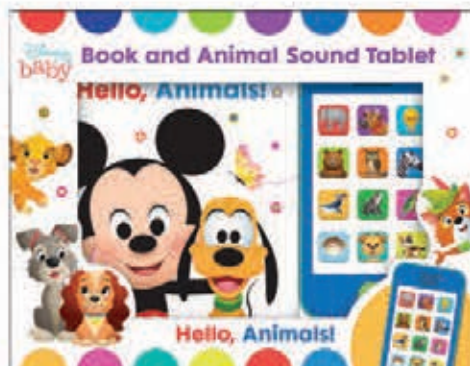 Disney
baby
Book and Animal Sound Tablet
Hello, Animals!
Hello, Animals!